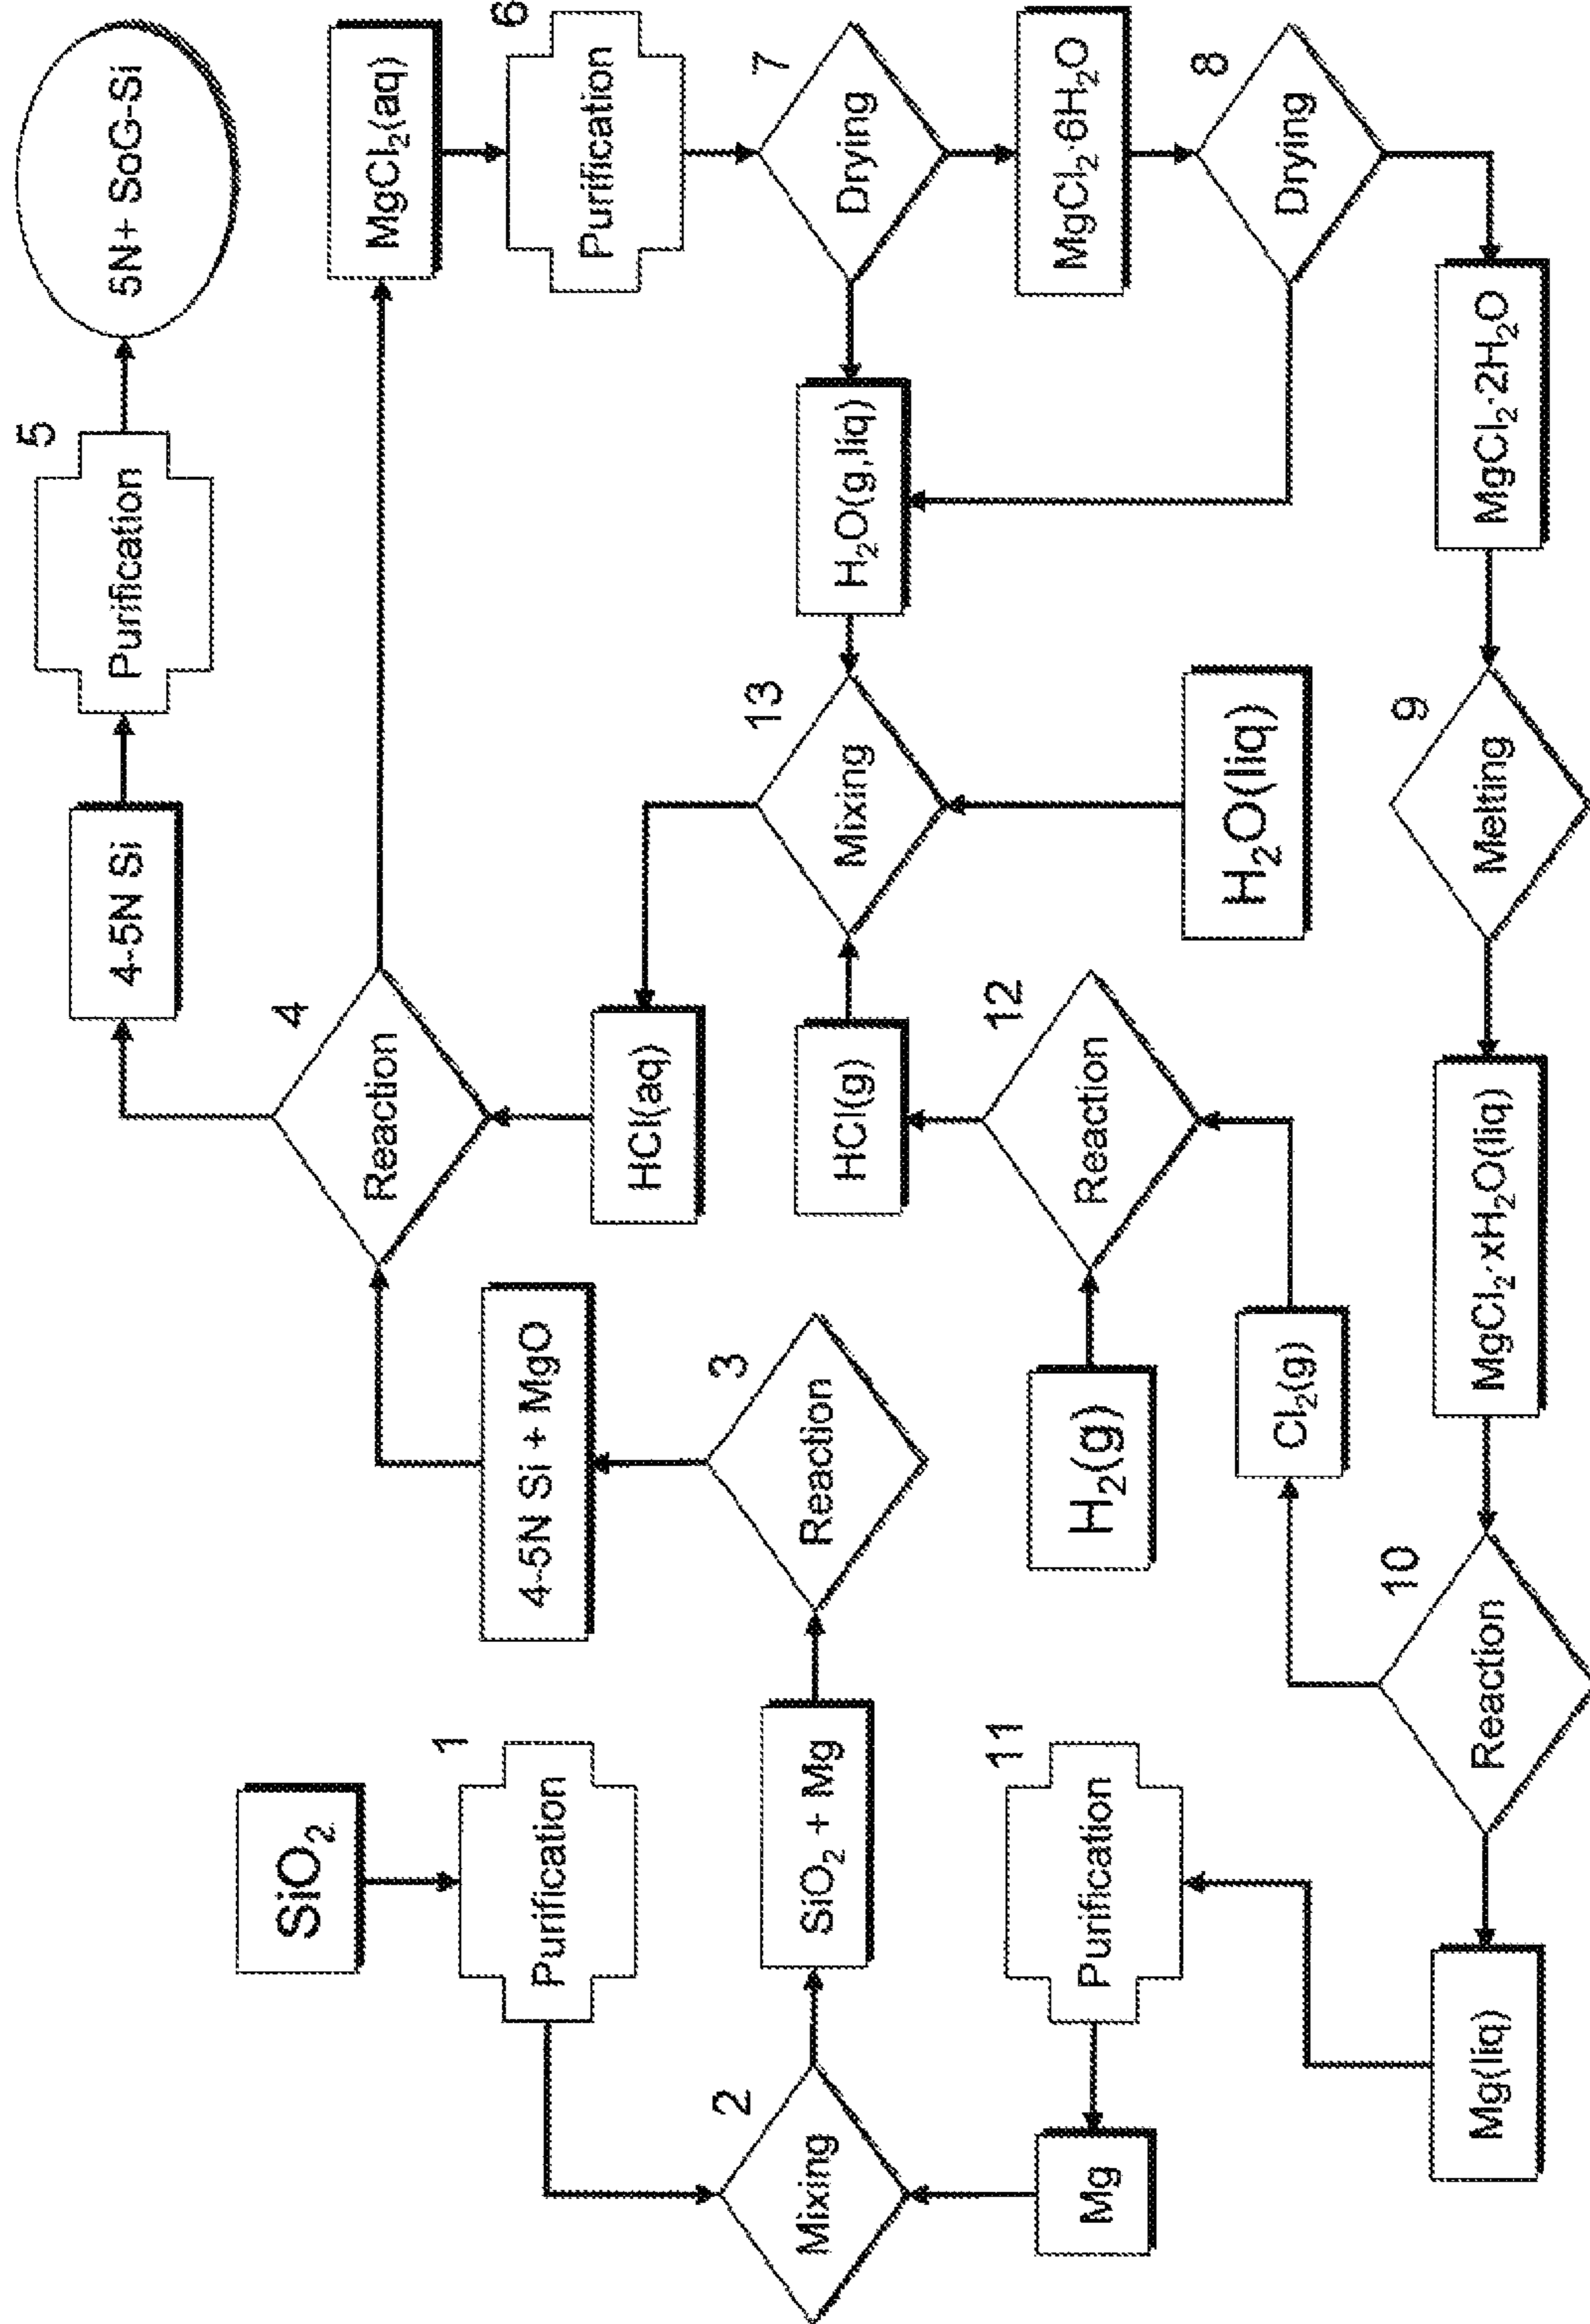 SiO₂
1
Purification
2
Mixing
SiO₂ + Mg
3
Reaction
4-5N Si + MgO
4
Reaction
4-5N Si
5
Purification
5N+ SoG-Si
MgCl₂(aq)
6
Purification
7
Drying
MgCl₂·6H₂O
8
Drying
H₂O(g,liq)
MgCl₂·2H₂O
9
Melting
MgCl₂·xH₂O(liq)
10
Reaction
Mg(liq)
11
Purification
Mg
Cl₂(g)
H₂(g)
12
Reaction
HCl(g)
13
Mixing
H₂O(liq)
HCl(aq)